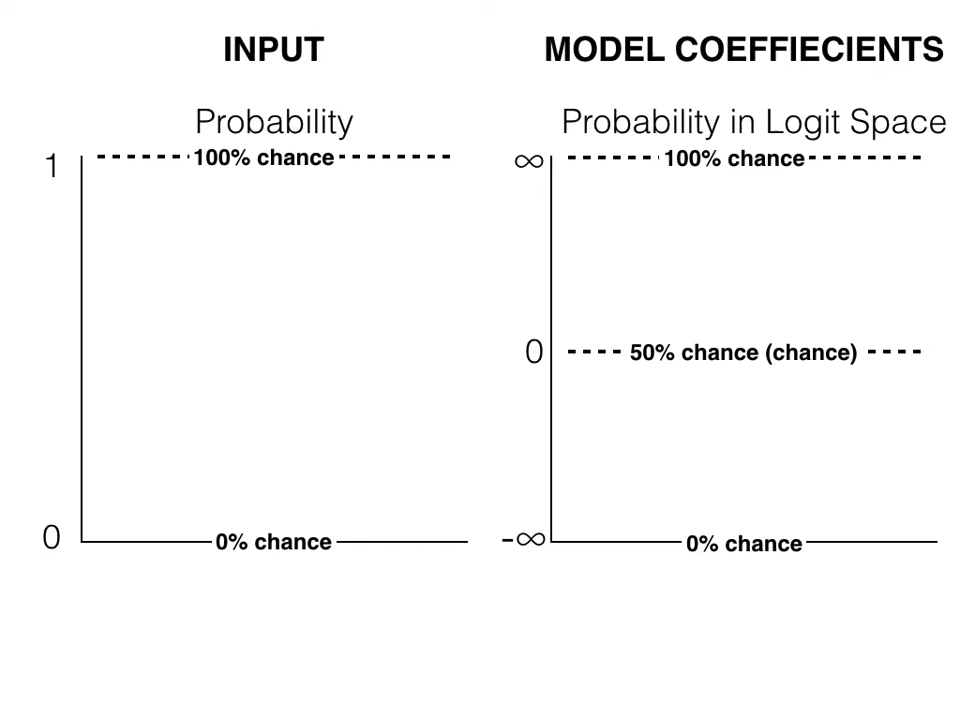 INPUT
Probability
1
100% chance
0
0% chance
MODEL COEFFIECIENTS
Probability in Logit Space
∞
100% chance
0
50% chance (chance)
-∞
0% chance